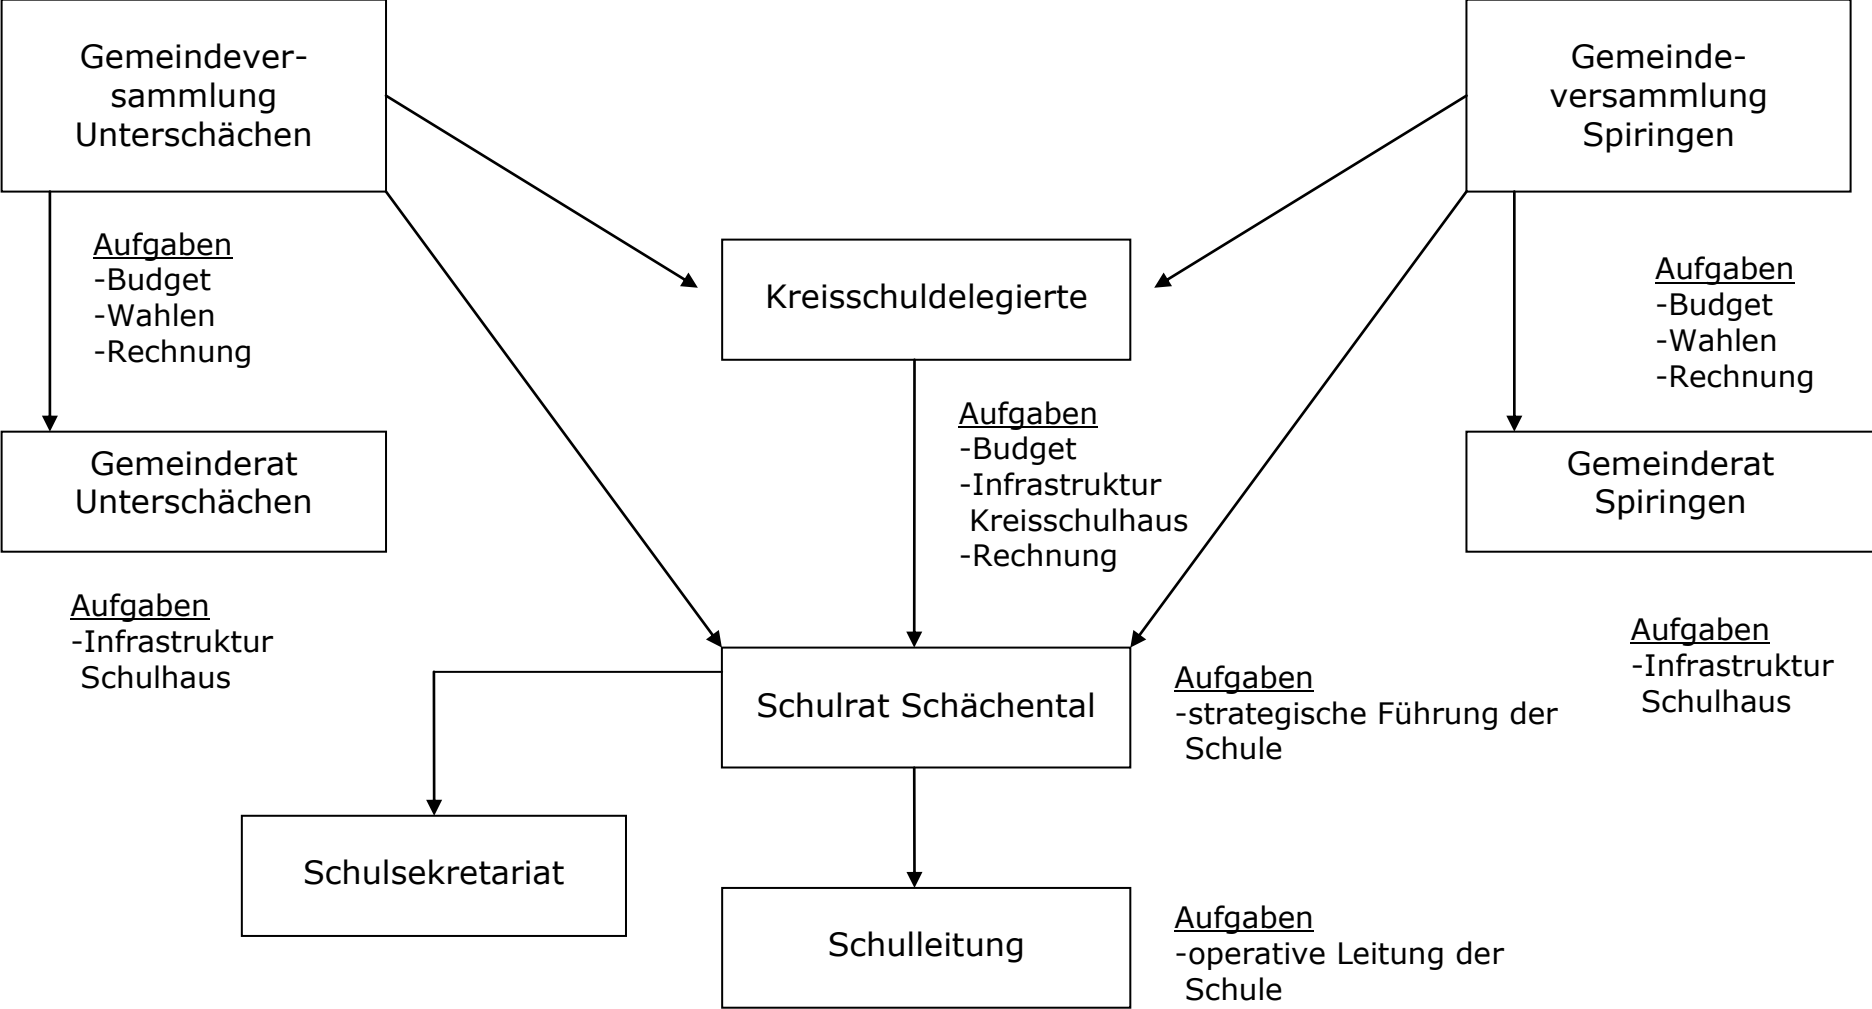 Gemeindever-
sammlung
Unterschächen
Gemeinde-
versammlung
Spiringen
Aufgaben
-Budget
-Wahlen
-Rechnung
Kreisschuldelegierte
Aufgaben
-Budget
-Wahlen
-Rechnung
Aufgaben
-Budget
-Infrastruktur
Kreisschulhaus
-Rechnung
Gemeinderat
Unterschächen
Gemeinderat
Spiringen
Aufgaben
-Infrastruktur
Schulhaus
Aufgaben
-Infrastruktur
Schulhaus
Schulrat Schächental
Aufgaben
-strategische Führung der
Schule
Schulsekretariat
Schulleitung
Aufgaben
-operative Leitung der
Schule